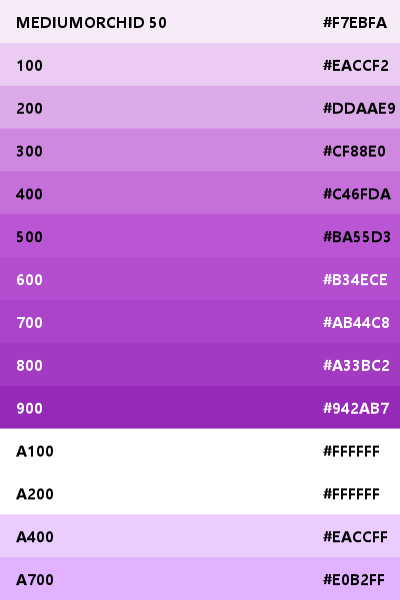 MEDIUMORCHID 50 #F7EBFA
100 #EACCF2
200 #DDAAE9
300 #CF88E0
400 #C46FDA
500 #BA55D3
600 #B34ECE
700 #AB44C8
800 #A33BC2
900 #942AB7
A100 #FFFFFF
A200 #FFFFFF
A400 #EACCFF
A700 #E0B2FF